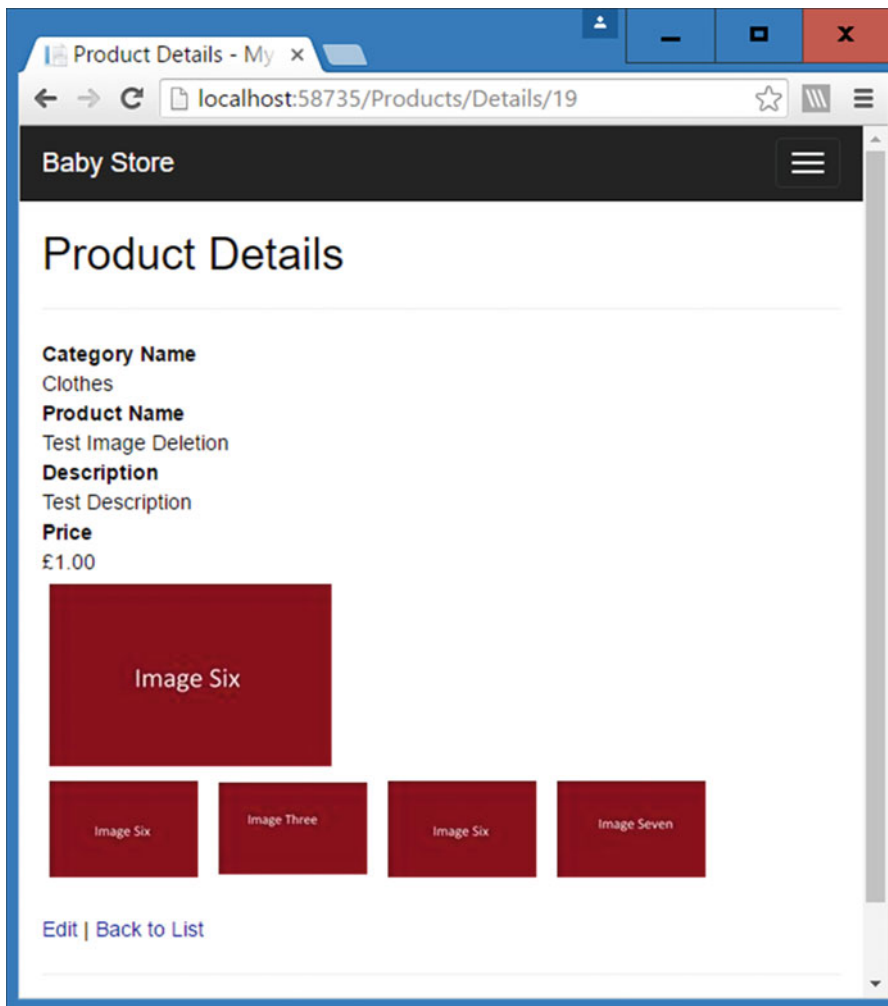 Product Details - My
localhost:58735/Products/Details/19
Baby Store
Product Details
Category Name
Clothes
Product Name
Test Image Deletion
Description
Test Description
Price
£1.00
Image Six
Image Six
Image Three
Image Six
Image Seven
Edit | Back to List